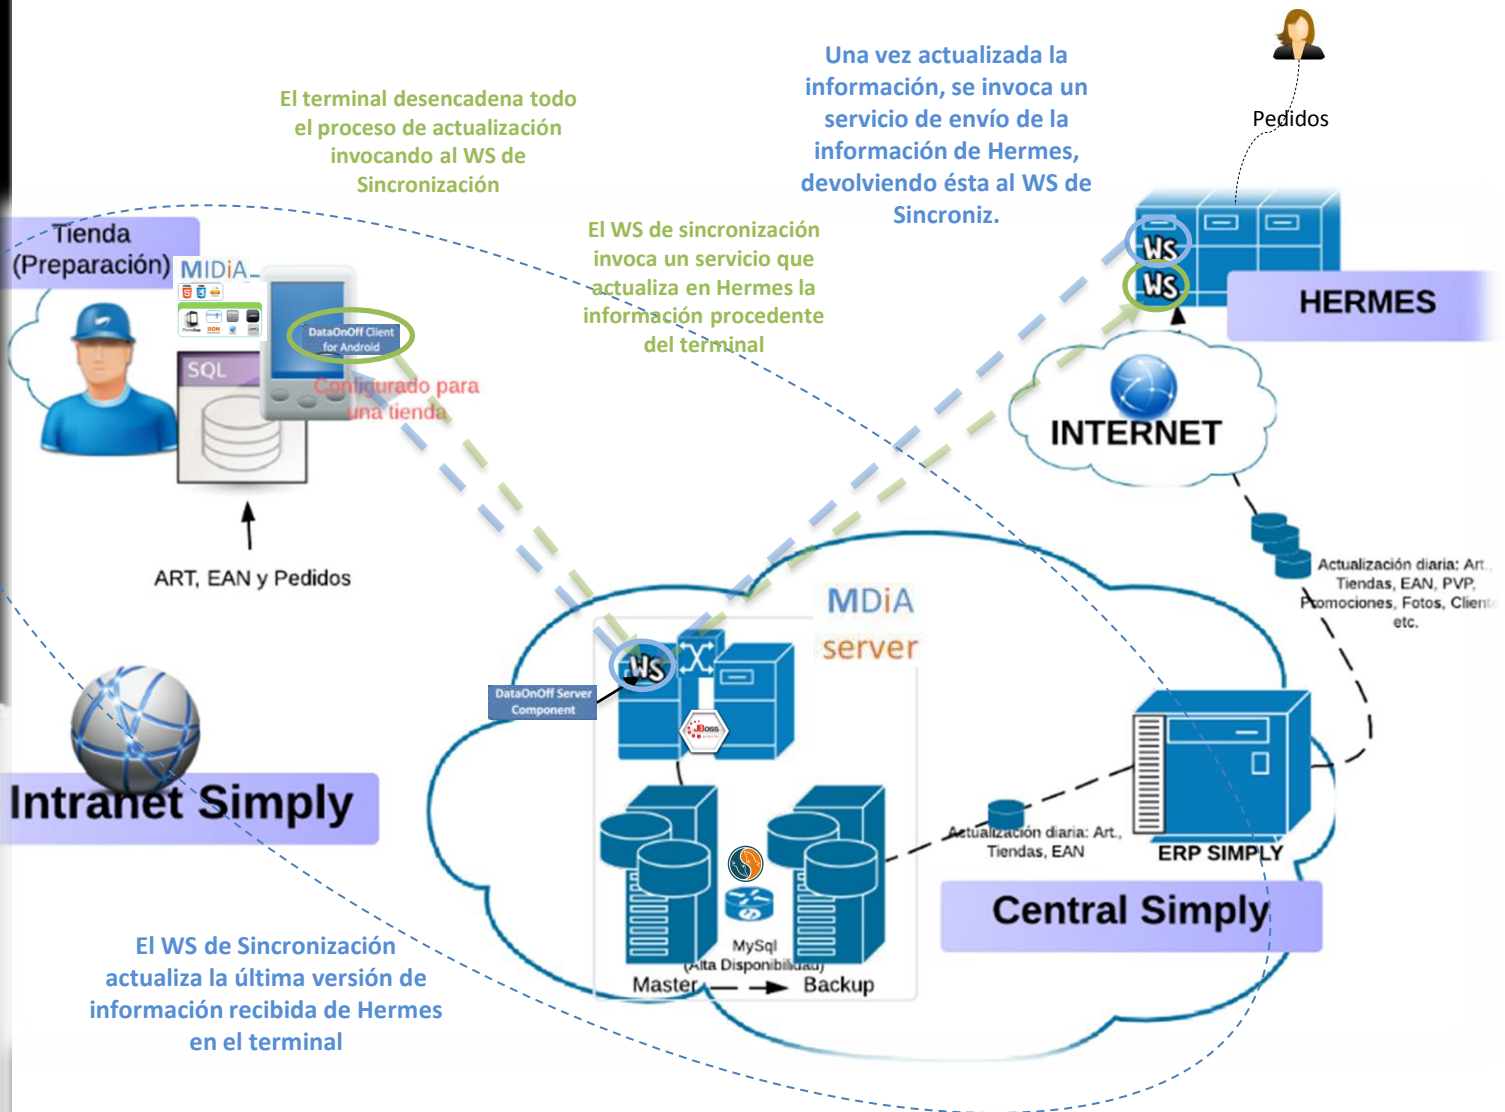 Una vez actualizada la
información, se invoca un
servicio de envío de la
información de Hermes,
devolviendo ésta al WS de
Sincroniz.
Pedidos
El terminal desencadena todo
el proceso de actualización
invocando al WS de
Sincronización
El WS de sincronización
invoca un servicio que
actualiza en Hermes la
información procedente
del terminal
Tienda
(Preparación)
MIDiA
DataOnOff Client
for Android
SQL
Configurado para
una tienda
WS
WS
HERMES
INTERNET
ART, EAN y Pedidos
Actualización diaria: Art.,
Tiendas, EAN, PVP,
Promociones, Fotos, Cliente
etc.
MDiA
server
WS
DataOnOff Server
Component
JBoss
Intranet Simply
Actualización diaria: Art.,
Tiendas, EAN
ERP SIMPLY
Central Simply
MySql
(Alta Disponibilidad)
Master
Backup
El WS de Sincronización
actualiza la última versión de
información recibida de Hermes
en el terminal